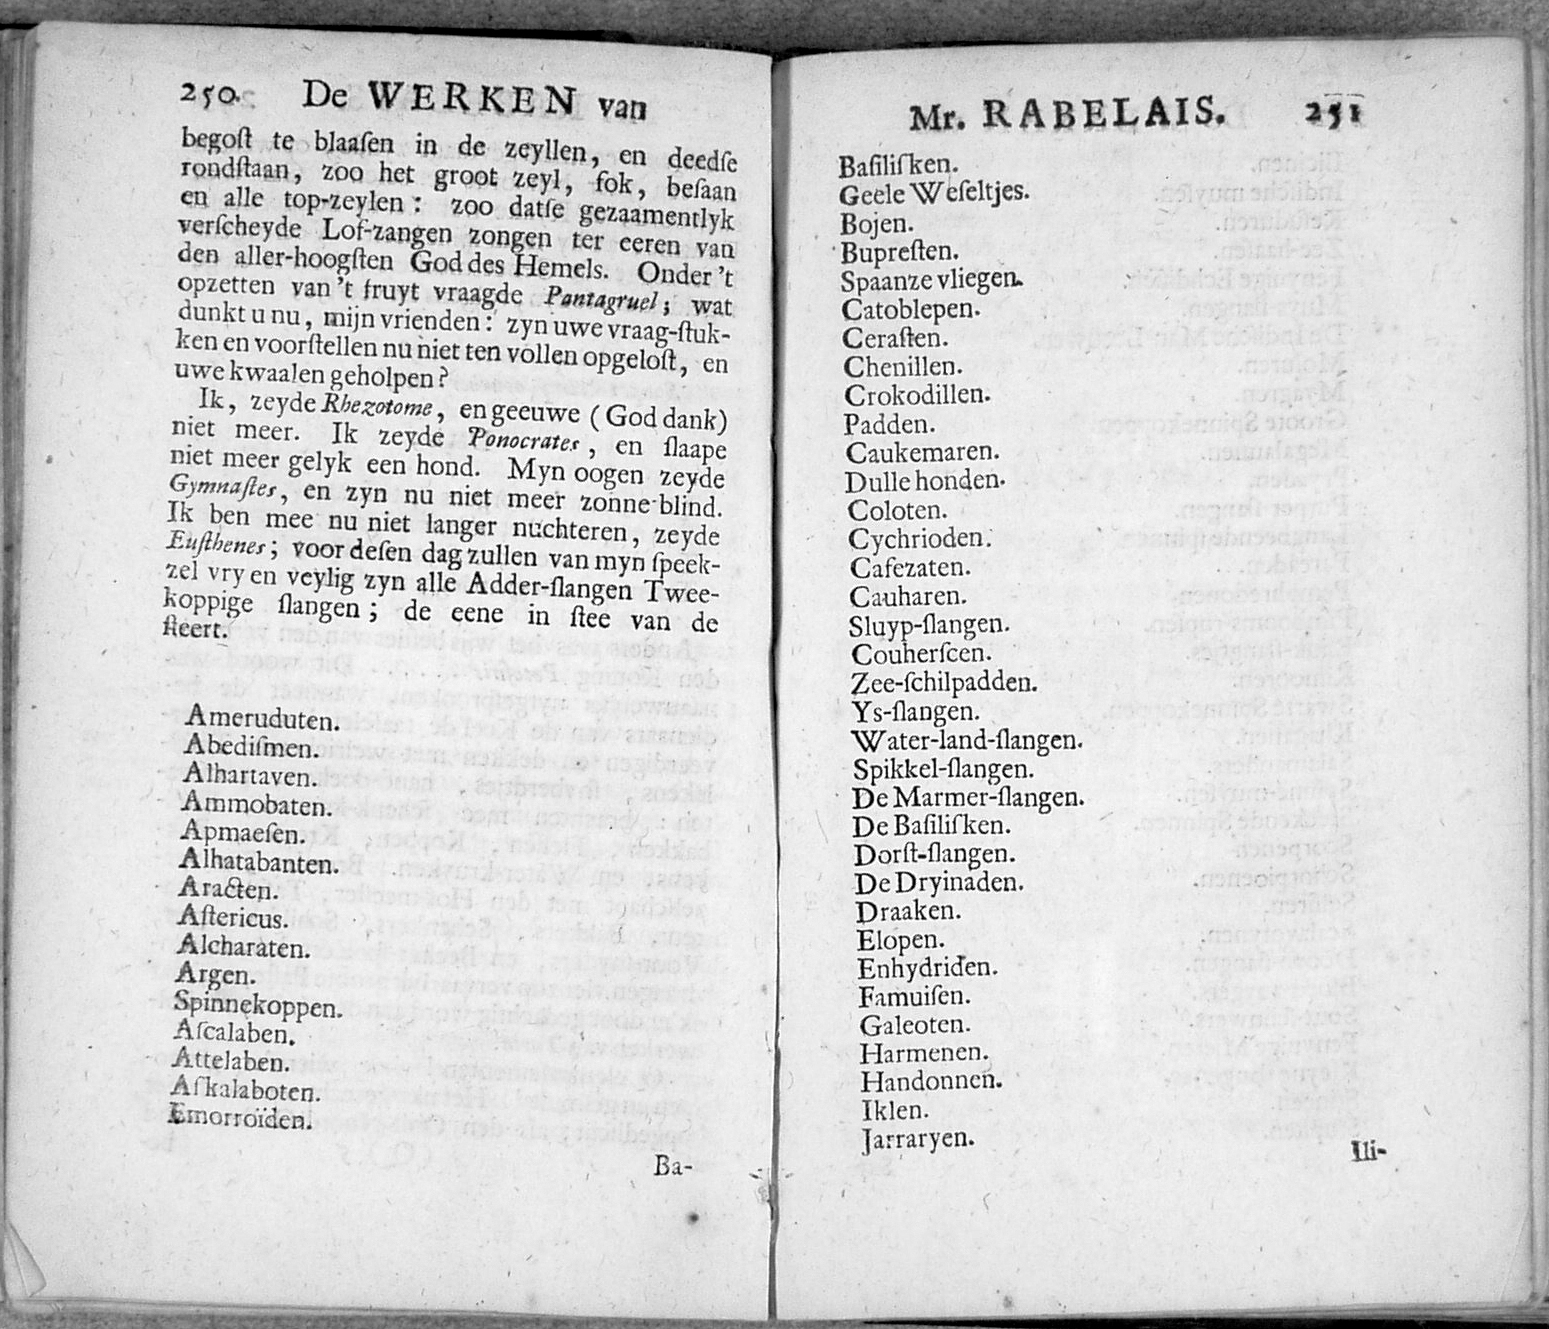 250. De WERKEN van
begoſt te blaaſen in de zeyllen, en deedſe
rondſtaan, zoo het groot zeyl, fok, beſaan
en alle top-zeylen: zoo datſe gezaamentlyk
verſcheyde Lof-zangen zongen ter eeren van
den aller-hoogſten God des Hemels. Onder 't
opzetten van 't fruyt vraagde Pantagruel; wat
dunkt u nu, mijn vrienden: zyn uwe vraag-ſtuk-
ken en voorſtellen nu niet ten vollen opgeloſt, en
uwe kwaalen geholpen?
Ik, zeyde Rhezotome, en geeuwe (God dank)
niet meer. Ik zeyde Ponocrates, en ſlaape
niet meer gelyk een hond. Myn oogen zeyde
Gymnaſtes, en zyn nu niet meer zonne-blind.
Ik ben mee nu niet langer nuchteren, zeyde
Euſthenes; voor deſen dag zullen van myn ſpeek-
zel vry en veylig zyn alle Adder-ſlangen Twee-
koppige ſlangen; de eene in ſtee van de
ſteert.
Ameruduten.
Abediſmen.
Alhartaven.
Ammobaten.
Apmaeſen.
Alhatabanten.
Aracten.
Aſtericus.
Alcharaten.
Argen.
Spinnekoppen.
Aſcalaben.
Attelaben.
Aſkalaboten.
Emorroïden.
Ba-
Mr. RABELAIS. 251
Baſiliſken.
Geele Weſeltjes.
Bojen.
Bupreſten.
Spaanze vliegen.
Catoblepen.
Ceraſten.
Chenillen.
Crokodillen.
Padden.
Caukemaren.
Dulle honden.
Coloten.
Cychrioden.
Cafezaten.
Cauharen.
Sluyp-ſlangen.
Couherſcen.
Zee-ſchilpadden.
Ys-ſlangen.
Water-land-ſlangen.
Spikkel-ſlangen.
De Marmer-ſlangen.
De Baſiliſken.
Dorſt-ſlangen.
De Dryinaden.
Draaken.
Elopen.
Enhydriden.
Famuiſen.
Galeoten.
Harmenen.
Handonnen.
Iklen.
Jarraryen.
Ili-